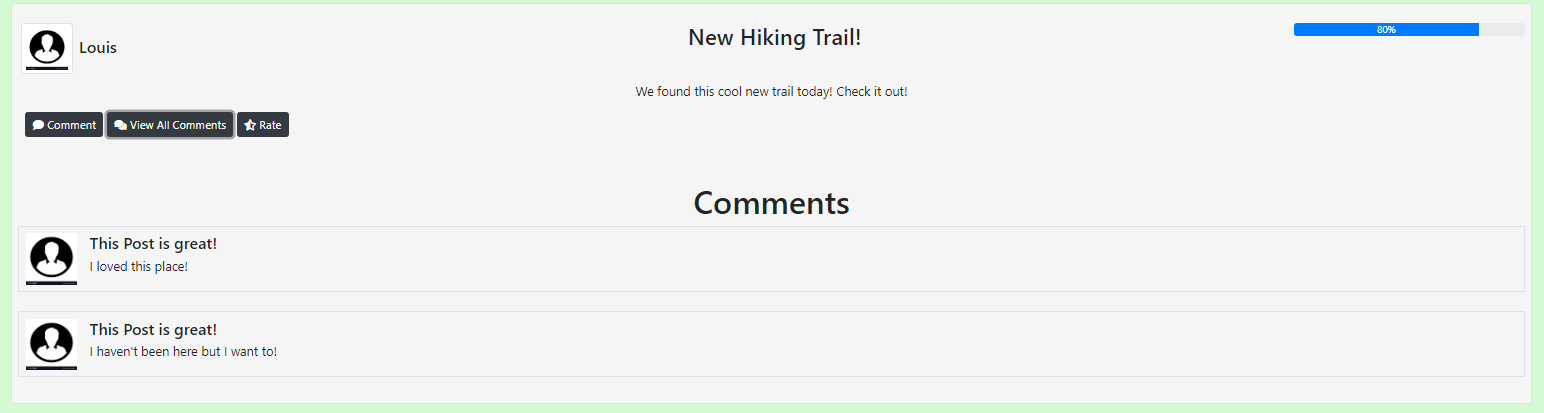 Louis
New Hiking Trail!
80%
We found this cool new trail today! Check it out!
Comment View All Comments Rate
Comments
This Post is great!
I loved this place!
This Post is great!
I haven't been here but I want to!